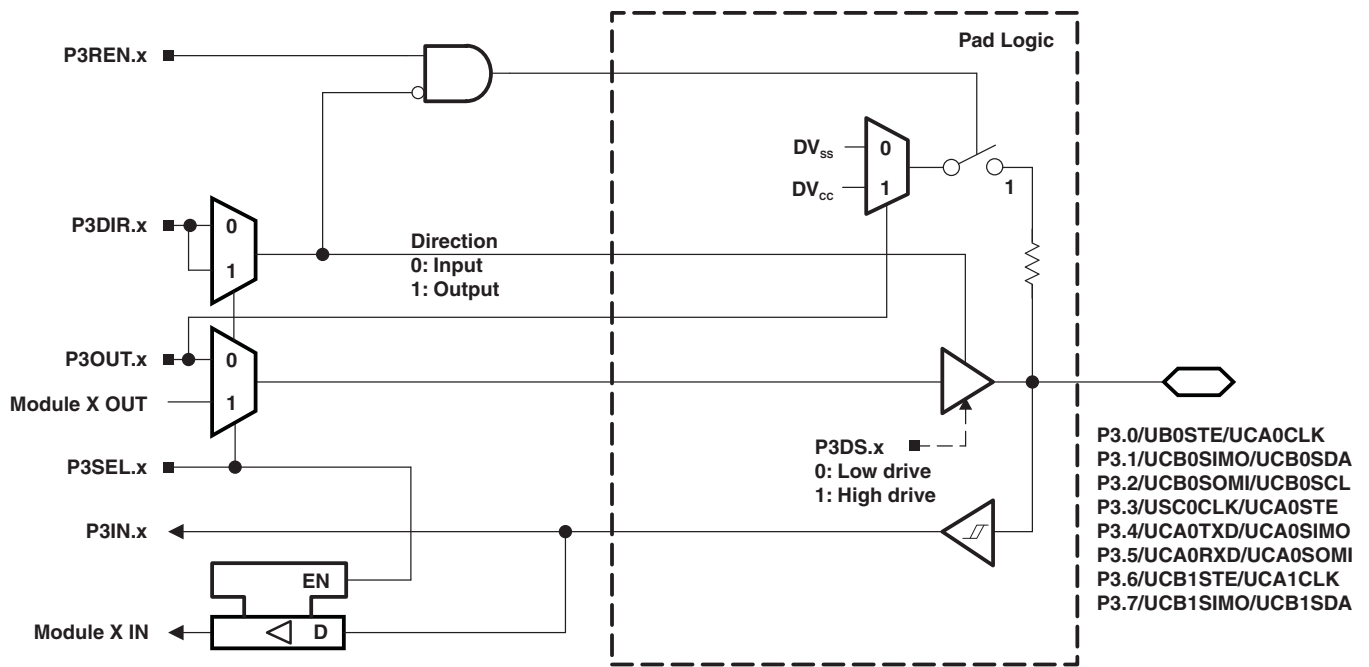 Pad Logic
P3REN.x
DVss
0
DVcc
1
1
P3DIR.x
0
1
Direction
0: Input
1: Output
P3OUT.x
0
Module X OUT
1
P3DS.x
0: Low drive
1: High drive
P3SEL.x
P3IN.x
EN
Module X IN
D
P3.0/UB0STE/UCA0CLK
P3.1/UCB0SIMO/UCB0SDA
P3.2/UCB0SOMI/UCB0SCL
P3.3/USC0CLK/UCA0STE
P3.4/UCA0TXD/UCA0SIMO
P3.5/UCA0RXD/UCA0SOMI
P3.6/UCB1STE/UCA1CLK
P3.7/UCB1SIMO/UCB1SDA